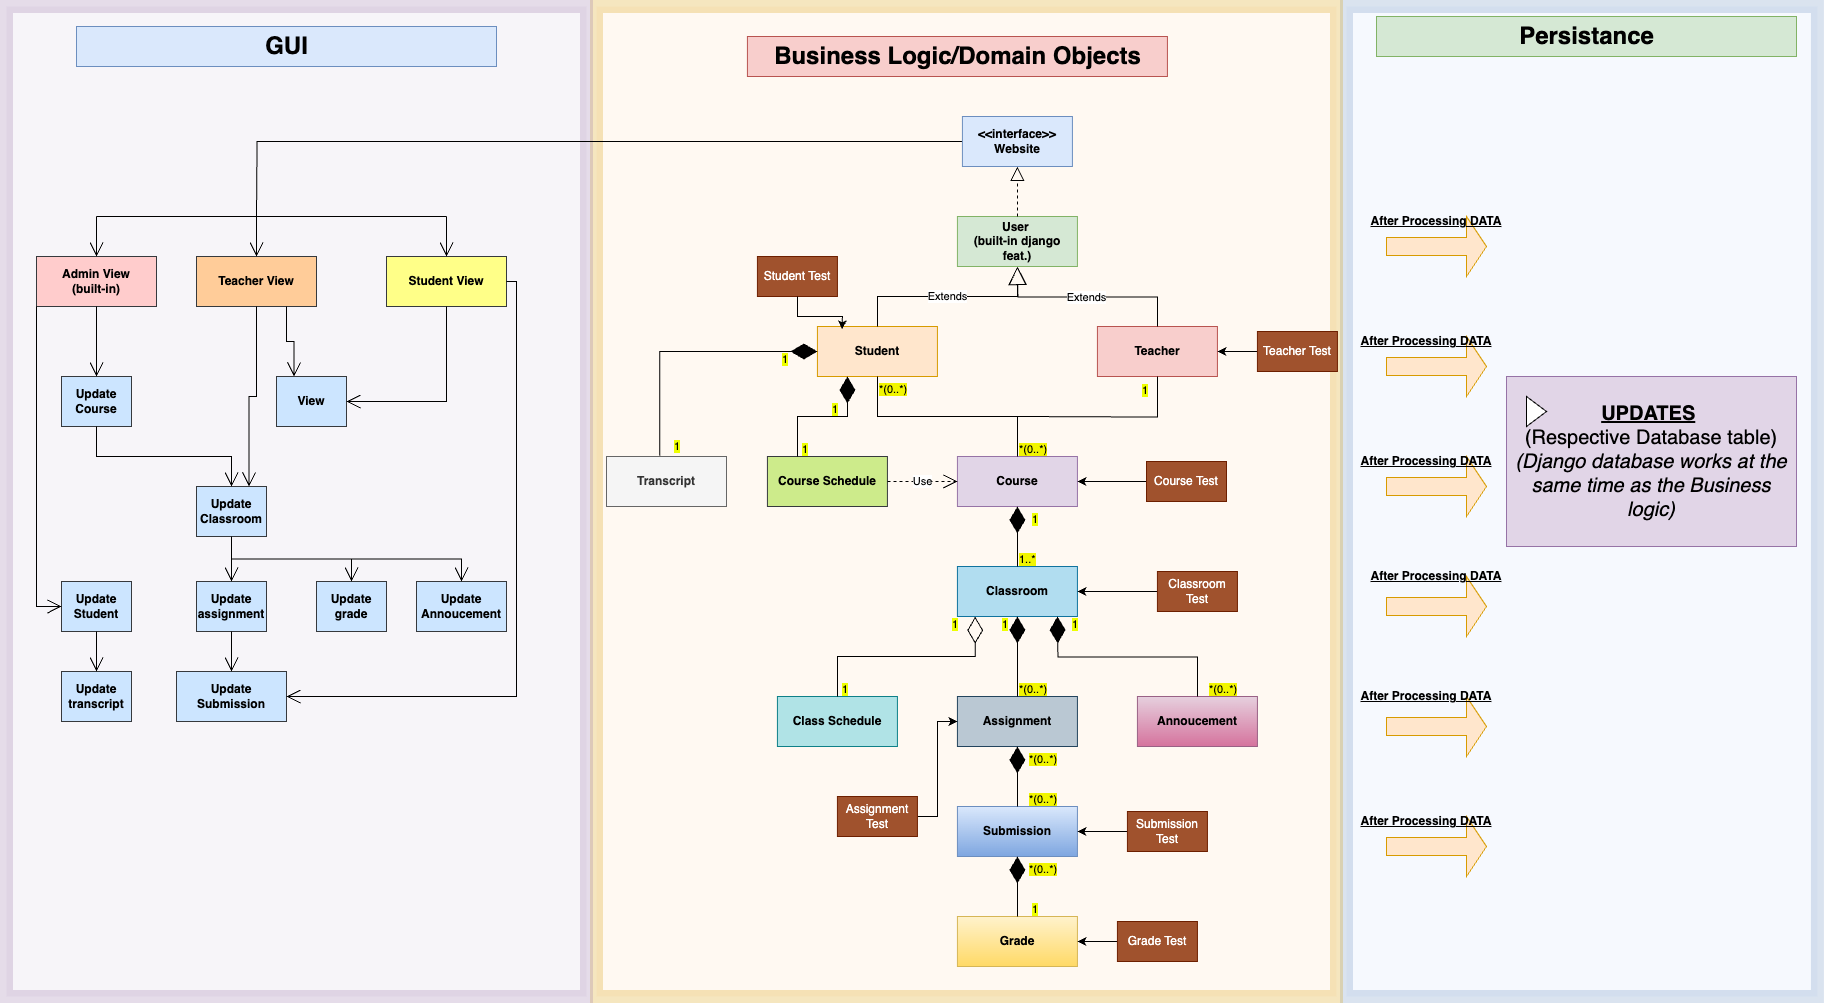 GUI
Admin View
(built-in)
Teacher View
Student View
Update
Course
View
Update
Classroom
Update
Student
Update
assignment
Update
grade
Update
Annoucement
Update
transcript
Update
Submission
Business Logic/Domain Objects
<<interface>>
Website
User
(built-in django
feat.)
Extends
Extends
Student Test
Student
Teacher
Teacher Test
1
*(0..*)
1
1
1
1
*(0..*)
Transcript
Course Schedule
Use
Course
Course Test
1
1..*
Classroom
Classroom
Test
1
1
1
1
*(0..*)
*(0..*)
Class Schedule
Assignment
Annoucement
*(0..*)
*(0..*)
Assignment
Test
Submission
Submission
Test
*(0..*)
1
Grade
Grade Test
Persistance
After Processing DATA
After Processing DATA
After Processing DATA
After Processing DATA
After Processing DATA
After Processing DATA
UPDATES
(Respective Database table)
(Django database works at the
same time as the Business
logic)